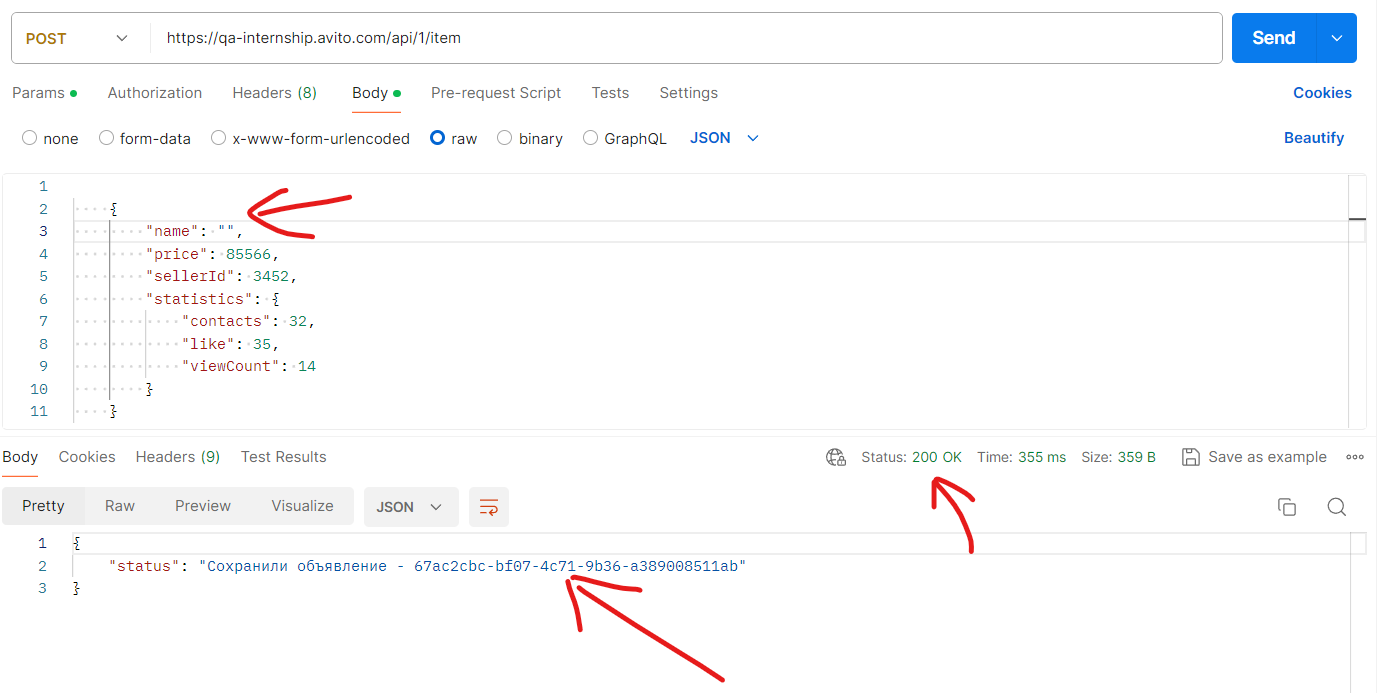 POST https://qa-internship.avito.com/api/1/item Send
Params Authorization Headers (8) Body Pre-request Script Tests Settings Cookies
none form-data x-www-form-urlencoded raw binary GraphQL JSON Beautify
1
2 {
3 "name": "",
4 "price": 85566,
5 "sellerId": 3452,
6 "statistics": {
7 "contacts": 32,
8 "like": 35,
9 "viewCount": 14
10 }
11 }
Body Cookies Headers (9) Test Results Status: 200 OK Time: 355 ms Size: 359 B Save as example
Pretty Raw Preview Visualize JSON
1 {
2 "status": "Сохранили объявление - 67ac2cbc-bf07-4c71-9b36-a389008511ab"
3 }